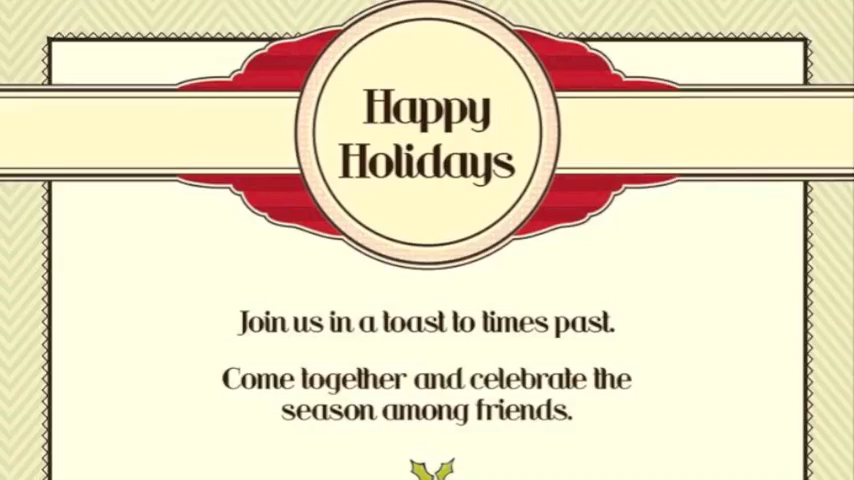 Happy
Holidays
Join us in a toast to times past.
Come together and celebrate the
season among friends.